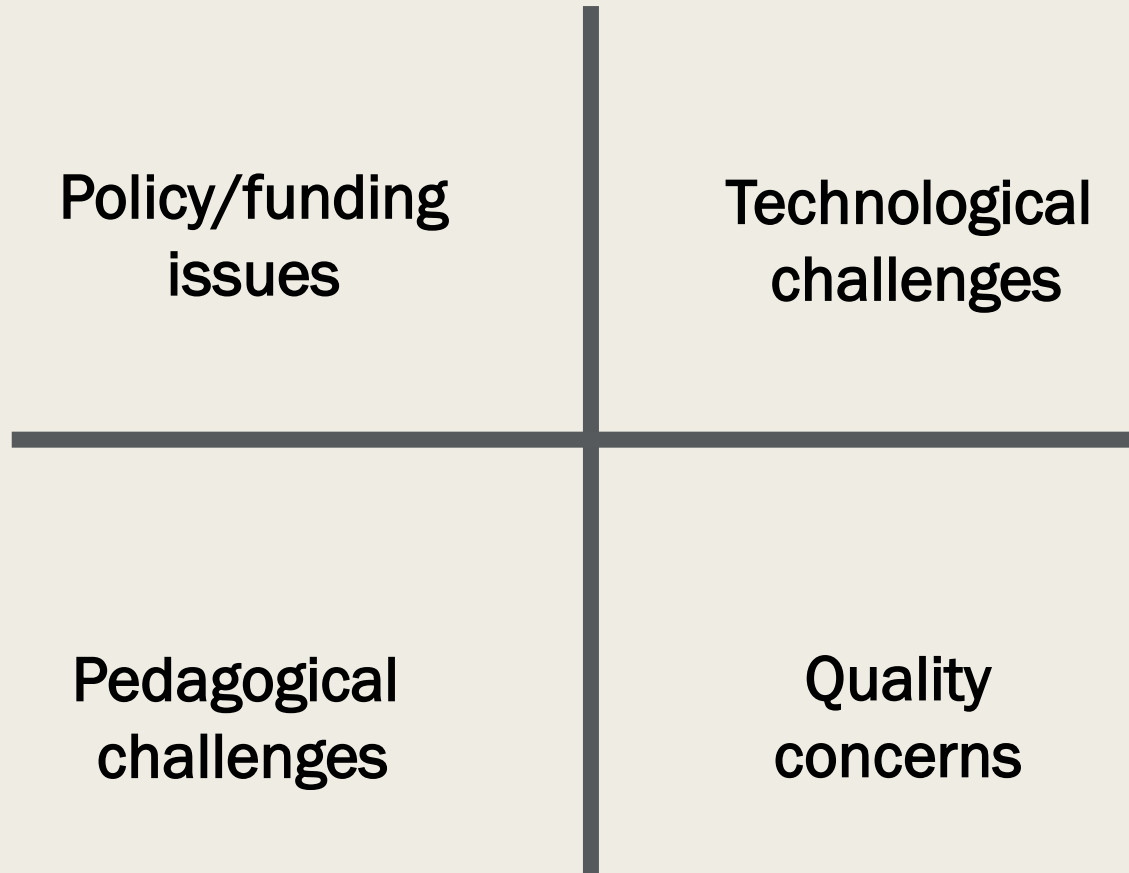 Policy/funding
issues
Technological
challenges
Pedagogical
challenges
Quality
concerns